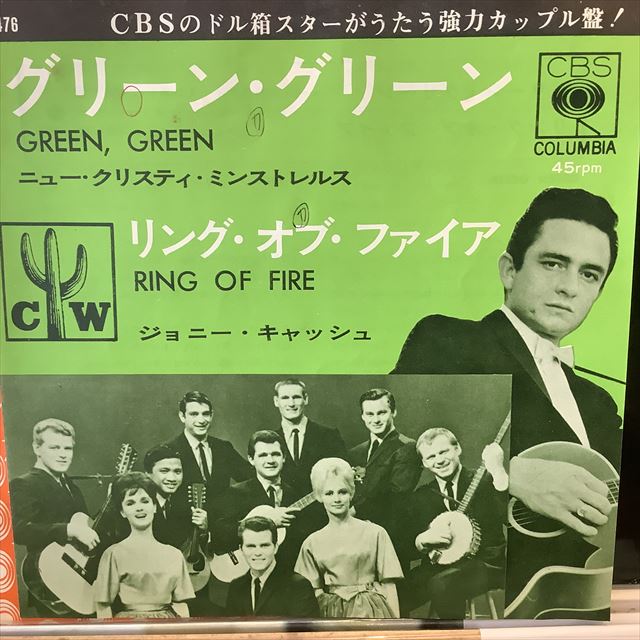 476
CBSのドル箱スターがうたう強力カップル盤!
グリーン・グリーン
GREEN, GREEN
ニュー・クリスティ・ミンストレルス
CBS
COLUMBIA
45rpm
リング・オブ・ファイア
RING OF FIRE
ジョニー・キャッシュ
C W